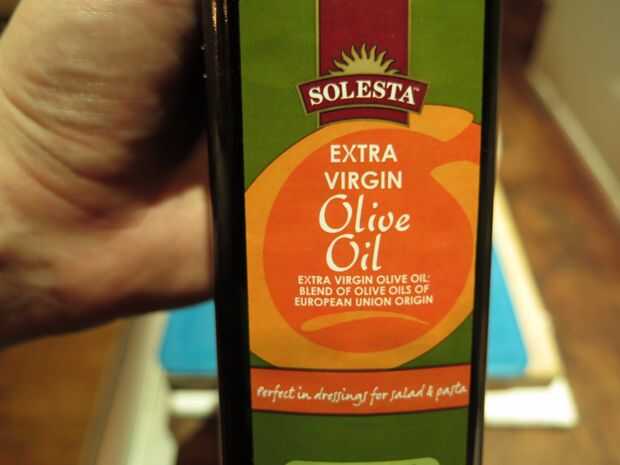 SOLESTA™
EXTRA
VIRGIN
Olive
Oil
EXTRA VIRGIN OLIVE OIL:
BLEND OF OLIVE OILS OF
EUROPEAN UNION ORIGIN
Perfect in dressings for salad & pasta